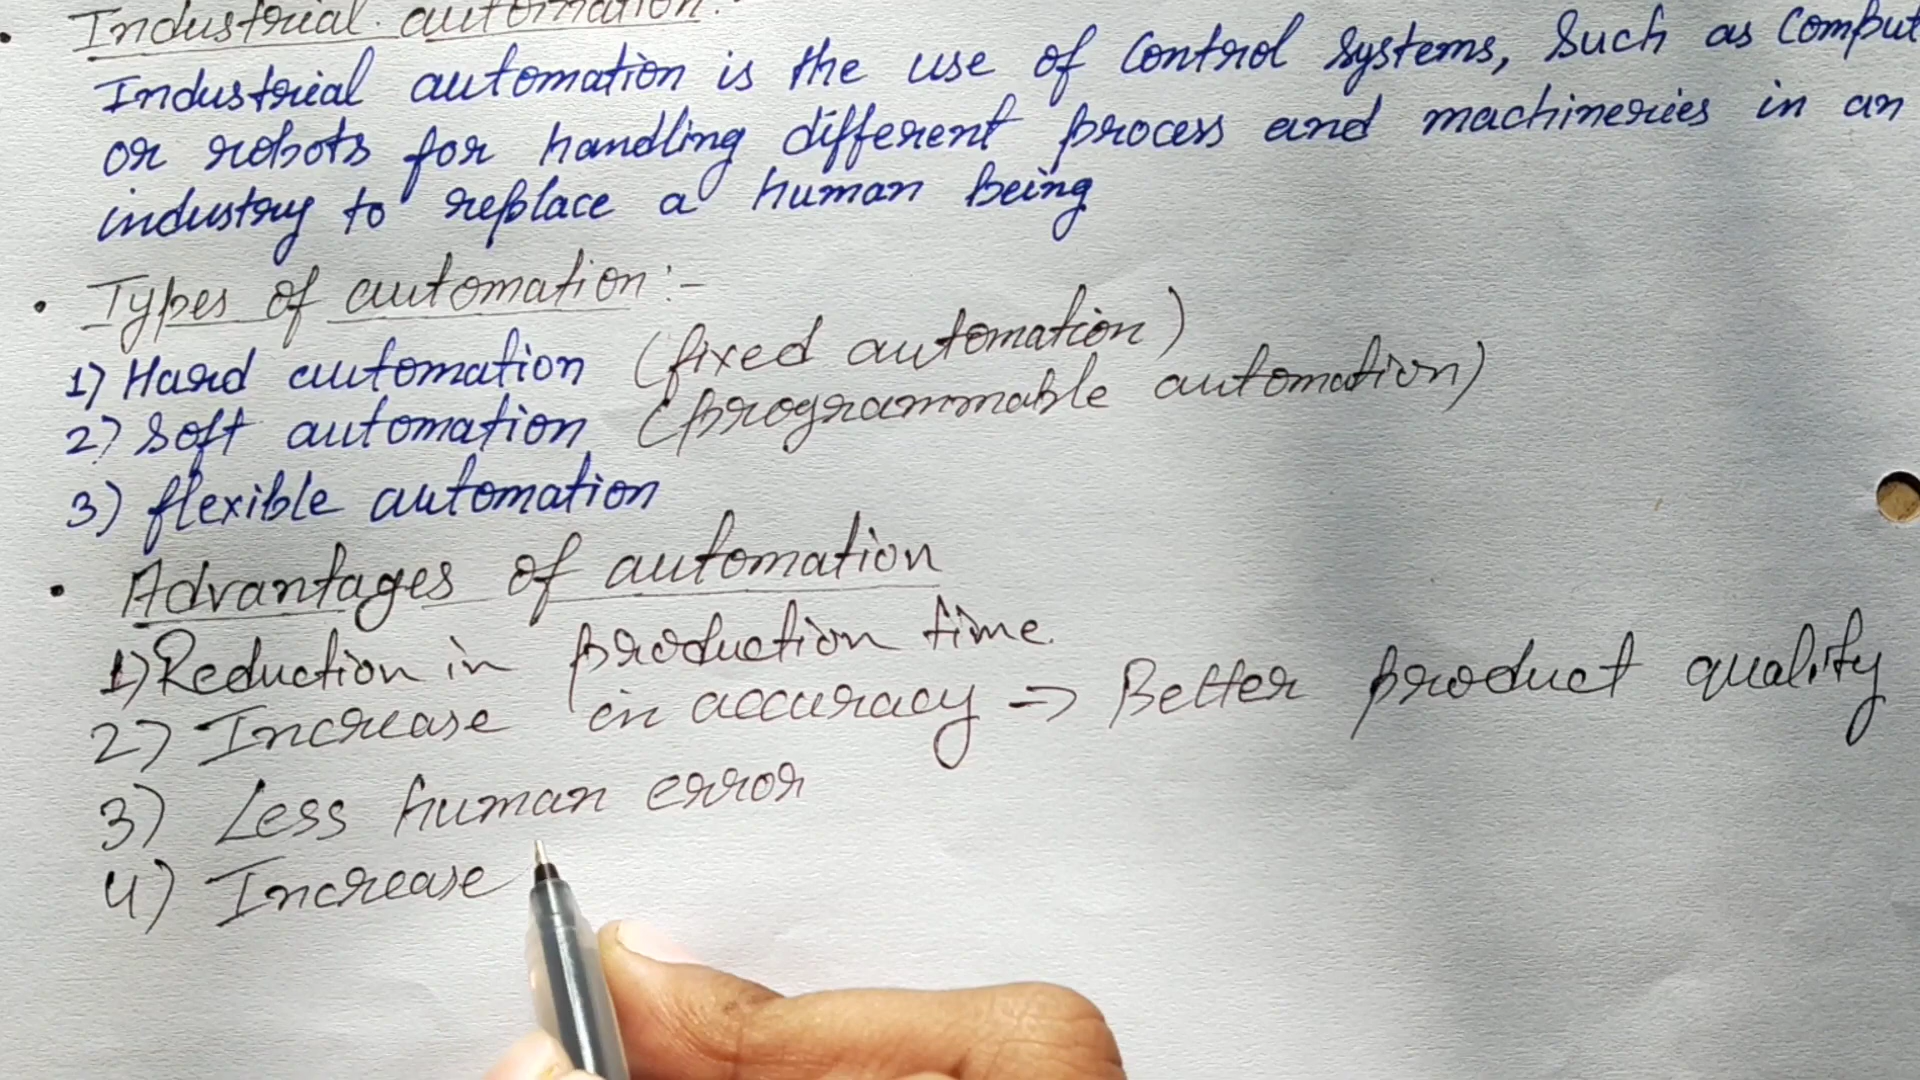 • Industrial automation:-
Industrial automation is the use of Control Systems, Such as Comput
or robots for handling different process and machineries in an
industry to replace a human being
• Types of automation:-
1) Hard automation (fixed automation)
2) Soft automation (programmable automation)
3) flexible automation
• Advantages of automation
1) Reduction in production time.
2) Increase in accuracy => Better product quality
3) Less human error
4) Increase